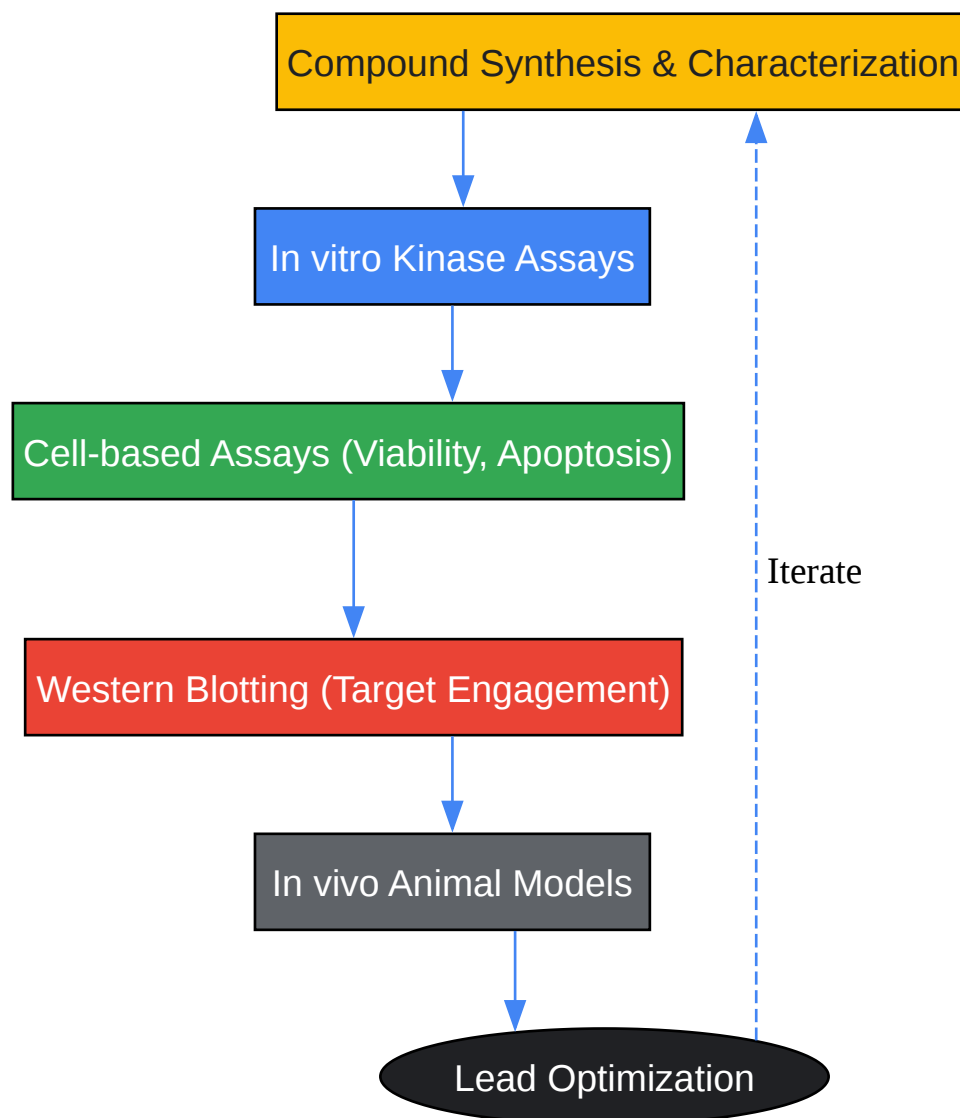 Compound Synthesis & Characterization
In vitro Kinase Assays
Cell-based Assays (Viability, Apoptosis)
Iterate
Western Blotting (Target Engagement)
In vivo Animal Models
Lead Optimization